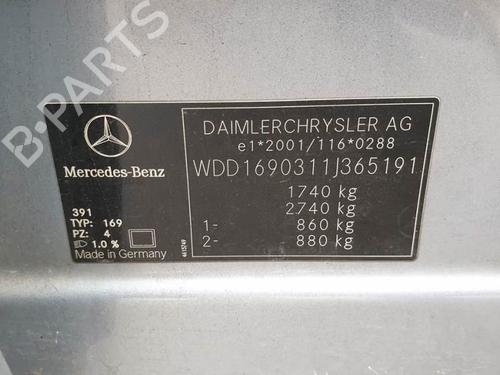 B-PARTS
Mercedes-Benz
391
TYP: 169
PZ: 4
1.0 %
Made in Germany
DAIMLERCHRYSLER AG
e1*2001/116*0288
WDD1690311J365191
1740 kg
2740 kg
1- 860 kg
2- 880 kg